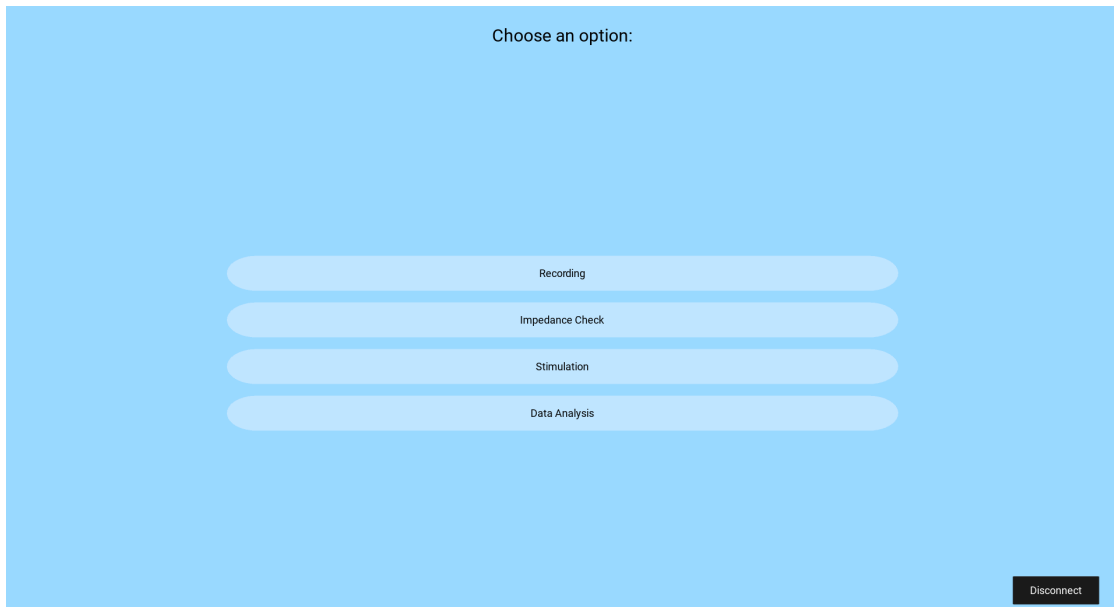 Choose an option:
Recording
Impedance Check
Stimulation
Data Analysis
Disconnect